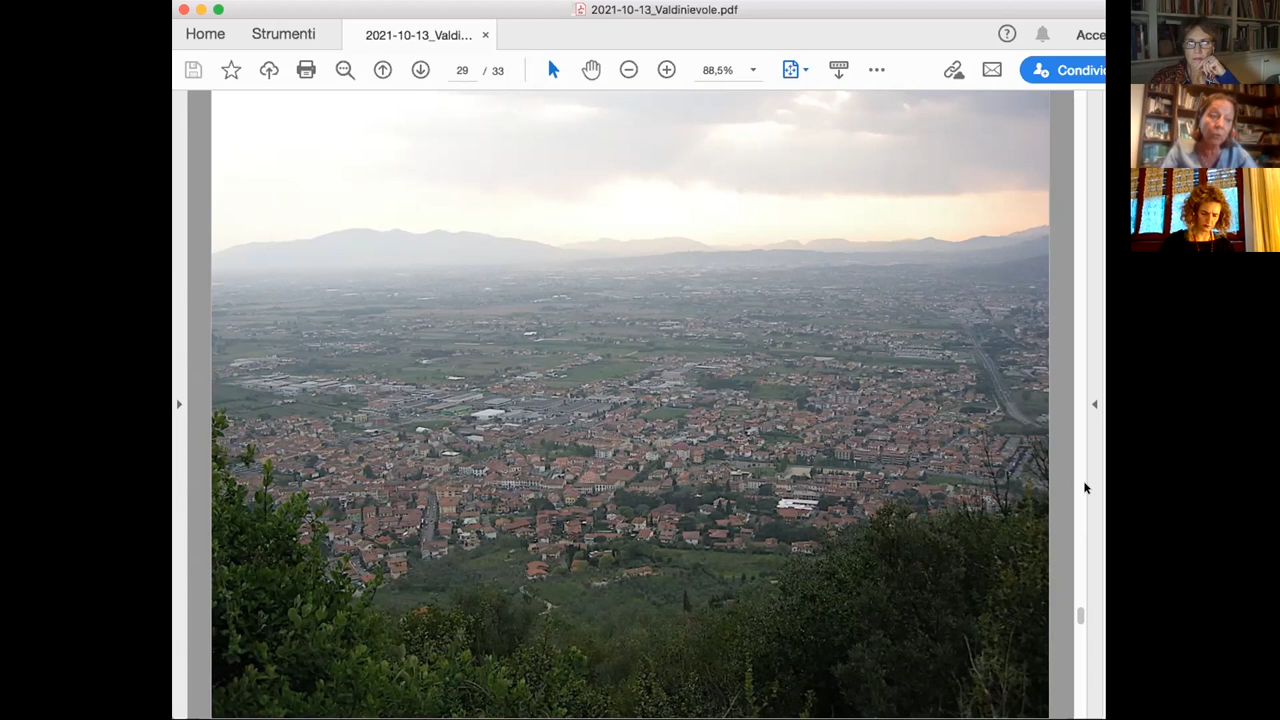 2021-10-13_Valdinievole.pdf
Home
Strumenti
2021-10-13_Valdi...
Acce
29 / 33
88,5%
Condivi